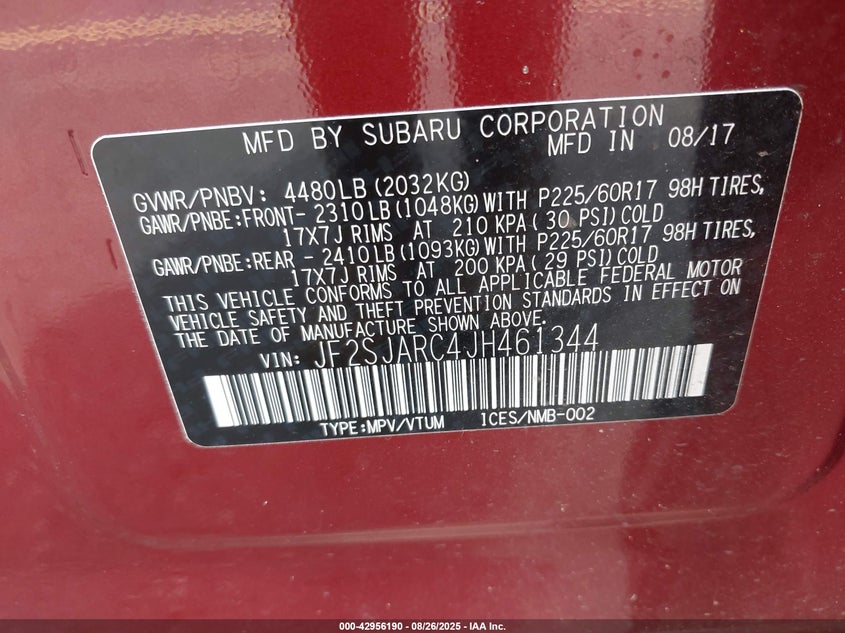 MFD BY SUBARU CORPORATION
MFD IN 08/17
GVWR/PNBV: 4480LB (2032KG)
GAWR/PNBE:FRONT- 2310LB (1048KG) WITH P225/60R17 98H TIRES,
17X7J RIMS AT 210 KPA( 30 PSI) COLD
GAWR/PNBE:REAR - 2410LB (1093KG) WITH P225/60R17 98H TIRES,
17X7J RIMS AT 200 KPA( 29 PSI) COLD
THIS VEHICLE CONFORMS TO ALL APPLICABLE FEDERAL MOTOR
VEHICLE SAFETY AND THEFT PREVENTION STANDARDS IN EFFECT ON
THE DATE OF MANUFACTURE SHOWN ABOVE.
VIN: JF2SJARC4JH461344
TYPE:MPV/VTUM ICES/NMB-002
000-42956190 - 08/26/2025 - IAA Inc.